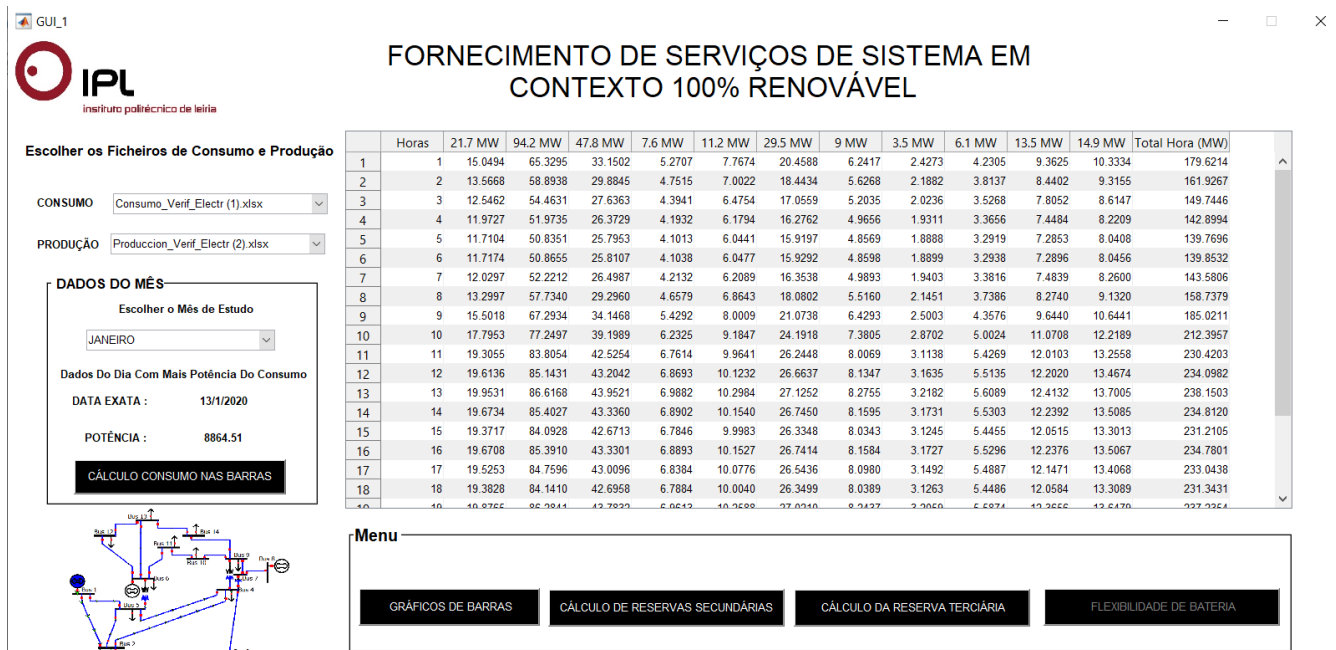 GUI_1
IPL
instituto politécnico de leiria
FORNECIMENTO DE SERVIÇOS DE SISTEMA EM
CONTEXTO 100% RENOVÁVEL
Escolher os Ficheiros de Consumo e Produção
CONSUMO Consumo_Verif_Electr (1).xlsx
PRODUÇÃO Produccion_Verif_Electr (2).xlsx
DADOS DO MÊS
Escolher o Mês de Estudo
JANEIRO
Dados Do Dia Com Mais Potência Do Consumo
DATA EXATA : 13/1/2020
POTÊNCIA : 8864.51
CÁLCULO CONSUMO NAS BARRAS
Horas 21.7 MW 94.2 MW 47.8 MW 7.6 MW 11.2 MW 29.5 MW 9 MW 3.5 MW 6.1 MW 13.5 MW 14.9 MW Total Hora (MW)
1 1 15.0494 65.3295 33.1502 5.2707 7.7674 20.4588 6.2417 2.4273 4.2305 9.3625 10.3334 179.6214
2 2 13.5668 58.8938 29.8845 4.7515 7.0022 18.4434 5.6268 2.1882 3.8137 8.4402 9.3155 161.9267
3 3 12.5462 54.4631 27.6363 4.3941 6.4754 17.0559 5.2035 2.0236 3.5268 7.8052 8.6147 149.7446
4 4 11.9727 51.9735 26.3729 4.1932 6.1794 16.2762 4.9656 1.9311 3.3656 7.4484 8.2209 142.8994
5 5 11.7104 50.8351 25.7953 4.1013 6.0441 15.9197 4.8569 1.8888 3.2919 7.2853 8.0408 139.7696
6 6 11.7174 50.8655 25.8107 4.1038 6.0477 15.9292 4.8598 1.8899 3.2938 7.2896 8.0456 139.8532
7 7 12.0297 52.2212 26.4987 4.2132 6.2089 16.3538 4.9893 1.9403 3.3816 7.4839 8.2600 143.5806
8 8 13.2997 57.7340 29.2960 4.6579 6.8643 18.0802 5.5160 2.1451 3.7386 8.2740 9.1320 158.7379
9 9 15.5018 67.2934 34.1468 5.4292 8.0009 21.0738 6.4293 2.5003 4.3576 9.6440 10.6441 185.0211
10 10 17.7953 77.2497 39.1989 6.2325 9.1847 24.1918 7.3805 2.8702 5.0024 11.0708 12.2189 212.3957
11 11 19.3055 83.8054 42.5254 6.7614 9.9641 26.2448 8.0069 3.1138 5.4269 12.0103 13.2558 230.4203
12 12 19.6136 85.1431 43.2042 6.8693 10.1232 26.6637 8.1347 3.1635 5.5135 12.2020 13.4674 234.0982
13 13 19.9531 86.6168 43.9521 6.9882 10.2984 27.1252 8.2755 3.2182 5.6089 12.4132 13.7005 238.1503
14 14 19.6734 85.4027 43.3360 6.8902 10.1540 26.7450 8.1595 3.1731 5.5303 12.2392 13.5085 234.8120
15 15 19.3717 84.0928 42.6713 6.7846 9.9983 26.3348 8.0343 3.1245 5.4455 12.0515 13.3013 231.2105
16 16 19.6708 85.3910 43.3301 6.8893 10.1527 26.7414 8.1584 3.1727 5.5296 12.2376 13.5067 234.7801
17 17 19.5253 84.7596 43.0096 6.8384 10.0776 26.5436 8.0980 3.1492 5.4887 12.1471 13.4068 233.0438
18 18 19.3828 84.1410 42.6958 6.7884 10.0040 26.3499 8.0389 3.1263 5.4486 12.0584 13.3089 231.3431
Bus 13
Bus 12 Bus 14
Bus 11
Bus 10 Bus 9 Bus 8
Bus 6 Bus 7
Bus 1 Bus 4
Bus 5
Bus 2
Menu
GRÁFICOS DE BARRAS
CÁLCULO DE RESERVAS SECUNDÁRIAS
CÁLCULO DA RESERVA TERCIÁRIA
FLEXIBILIDADE DE BATERIA